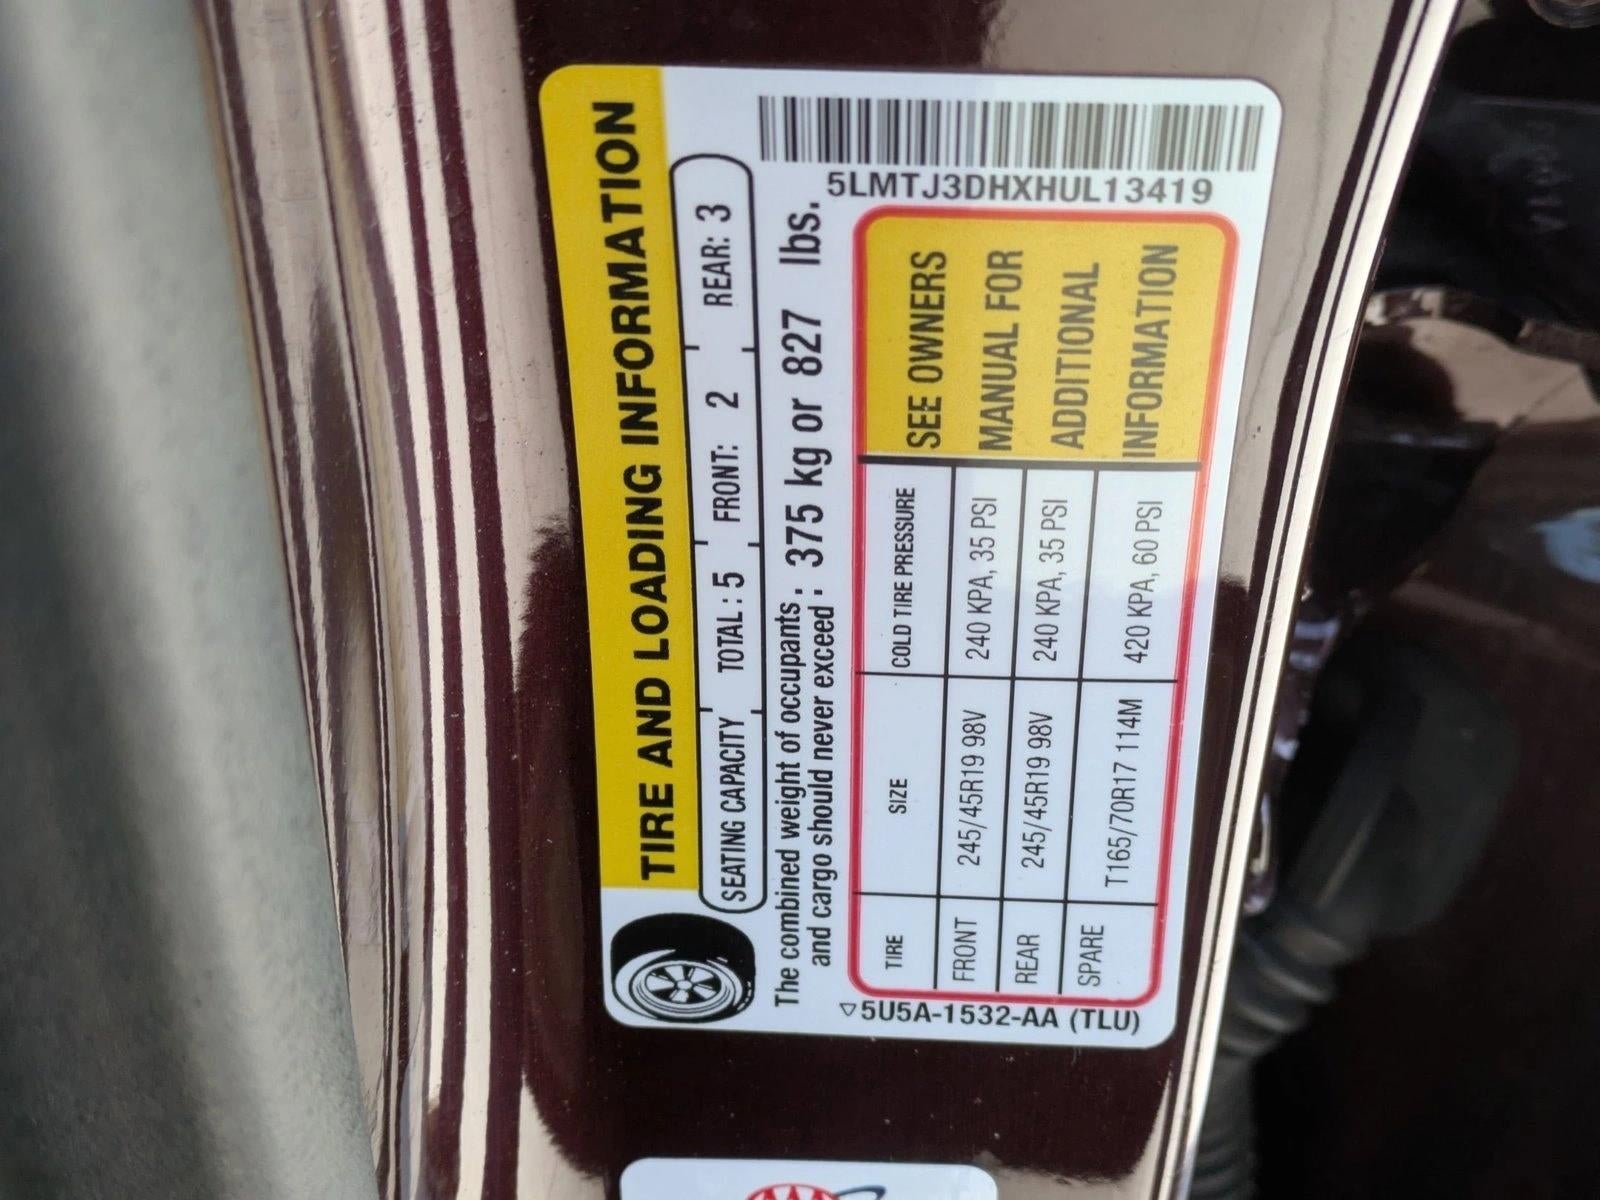 TIRE AND LOADING INFORMATION
SEATING CAPACITY TOTAL : 5 FRONT: 2 REAR: 3
The combined weight of occupants
and cargo should never exceed : 375 kg or 827 lbs.
5LMTJ3DHXHUL13419
TIRE SIZE COLD TIRE PRESSURE
FRONT 245/45R19 98V 240 KPA, 35 PSI
REAR 245/45R19 98V 240 KPA, 35 PSI
SPARE T165/70R17 114M 420 KPA, 60 PSI
SEE OWNERS
MANUAL FOR
ADDITIONAL
INFORMATION
5U5A-1532-AA (TLU)